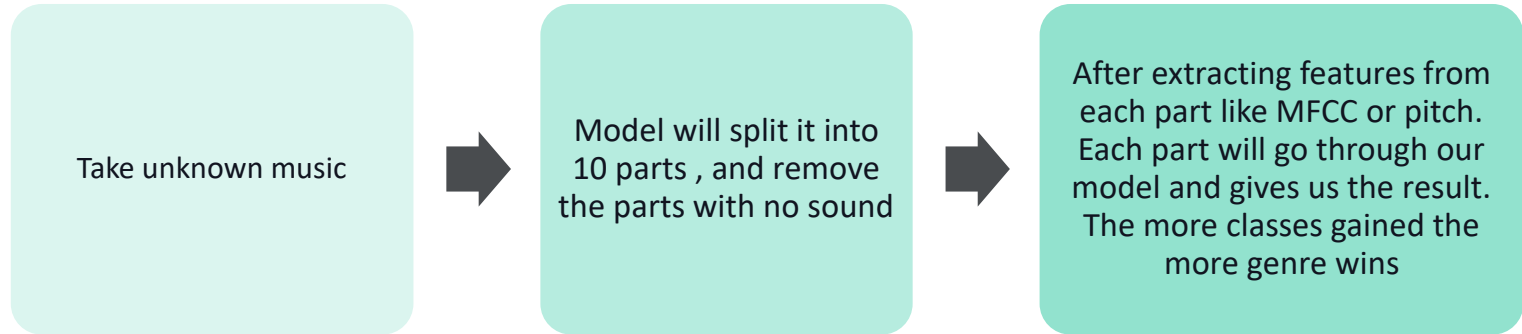 Take unknown music
Model will split it into
10 parts , and remove
the parts with no sound
After extracting features from
each part like MFCC or pitch.
Each part will go through our
model and gives us the result.
The more classes gained the
more genre wins